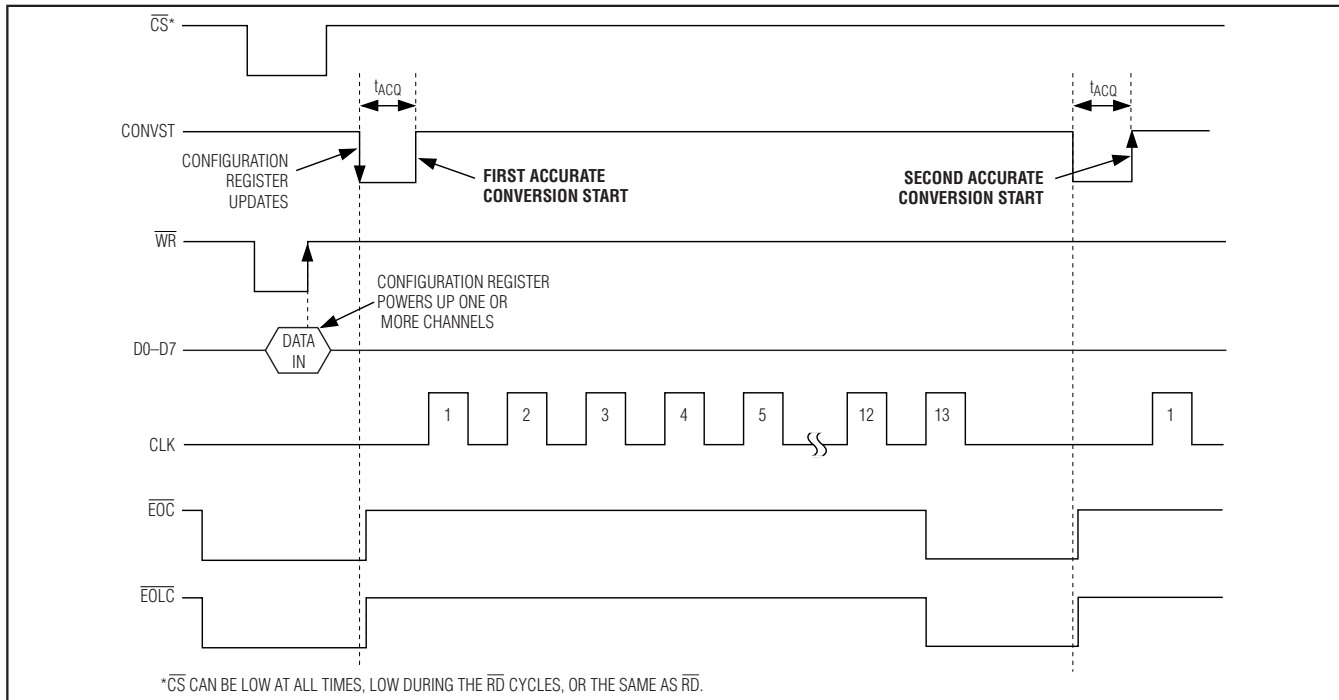 CS*
tACQ
tACQ
CONVST
CONFIGURATION
REGISTER
UPDATES
FIRST ACCURATE
CONVERSION START
SECOND ACCURATE
CONVERSION START
WR
CONFIGURATION REGISTER
POWERS UP ONE OR
MORE CHANNELS
D0–D7
DATA
IN
1 2 3 4 5 12 13 1
CLK
EOC
EOLC
*CS CAN BE LOW AT ALL TIMES, LOW DURING THE RD CYCLES, OR THE SAME AS RD.